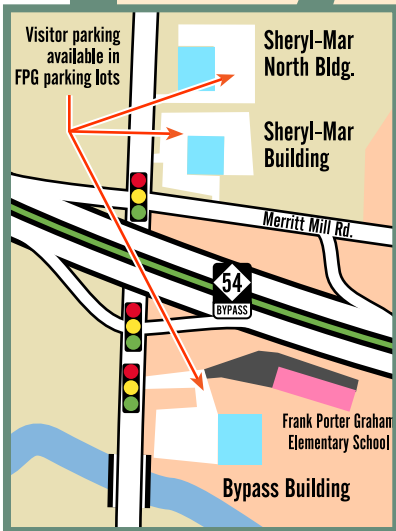 Visitor parking
available in
FPG parking lots
Sheryl-Mar
North Bldg.
Sheryl-Mar
Building
Merritt Mill Rd.
54
BYPASS
Frank Porter Graham
Elementary School
Bypass Building